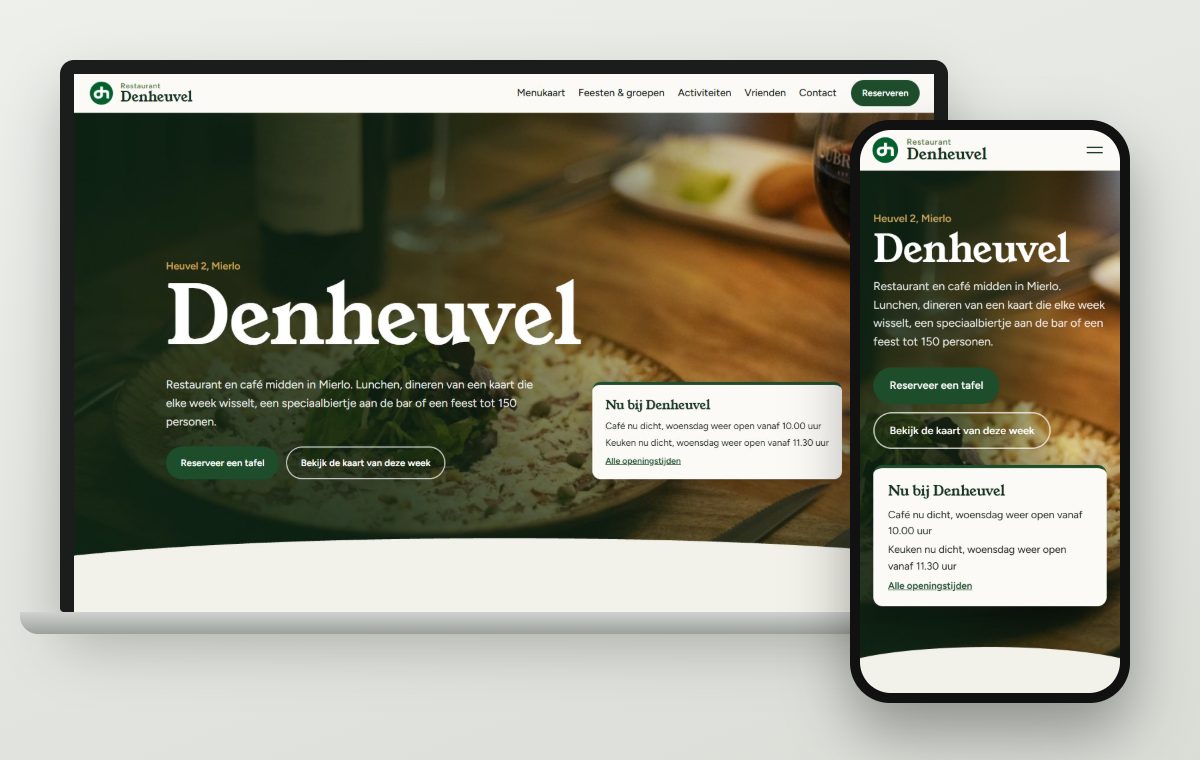 Restaurant
Denheuvel
Menukaart Feesten & groepen Activiteiten Vrienden Contact Reserveren
Heuvel 2, Mierlo
Denheuvel
Restaurant en café midden in Mierlo. Lunchen, dineren van een kaart die
elke week wisselt, een speciaalbiertje aan de bar of een feest tot 150
personen.
Reserveer een tafel Bekijk de kaart van deze week
Nu bij Denheuvel
Café nu dicht, woensdag weer open vanaf 10.00 uur
Keuken nu dicht, woensdag weer open vanaf 11.30 uur
Alle openingstijden
Restaurant
Denheuvel
Heuvel 2, Mierlo
Denheuvel
Restaurant en café midden in Mierlo.
Lunchen, dineren van een kaart die elke week
wisselt, een speciaalbiertje aan de bar of een
feest tot 150 personen.
Reserveer een tafel
Bekijk de kaart van deze week
Nu bij Denheuvel
Café nu dicht, woensdag weer open vanaf
10.00 uur
Keuken nu dicht, woensdag weer open
vanaf 11.30 uur
Alle openingstijden